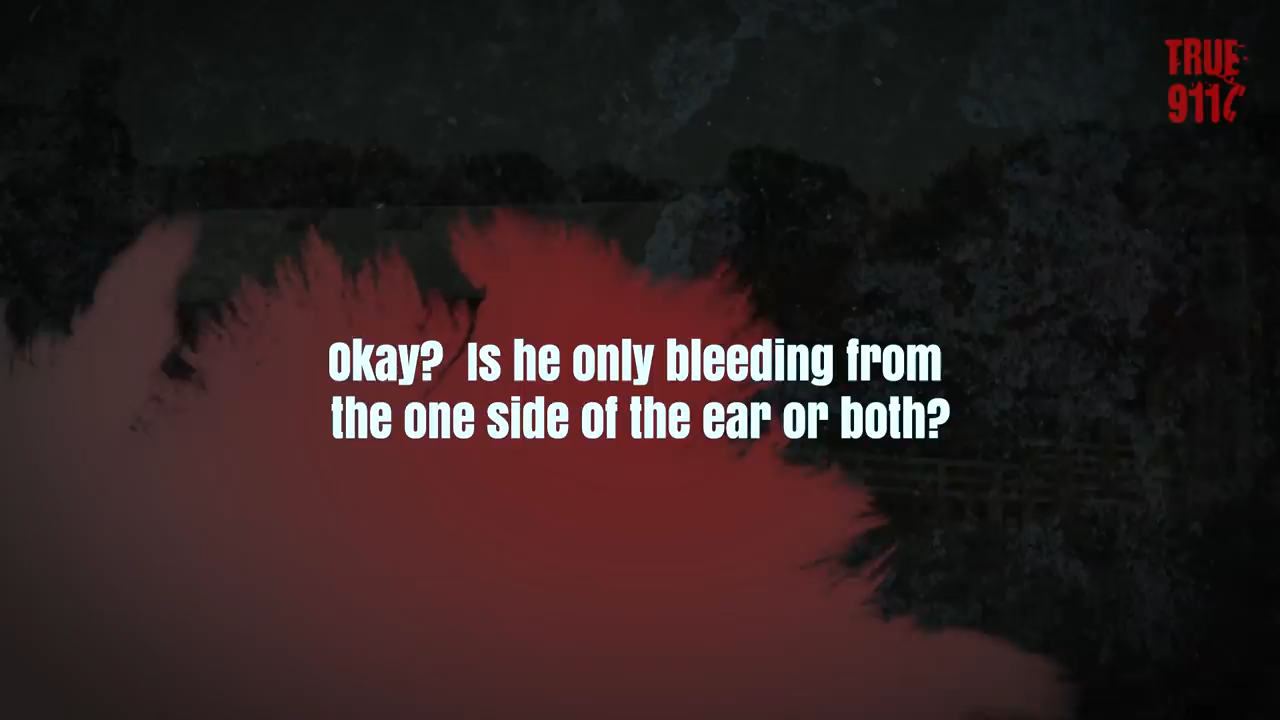 TRUE
911
Okay? Is he only bleeding from
the one side of the ear or both?